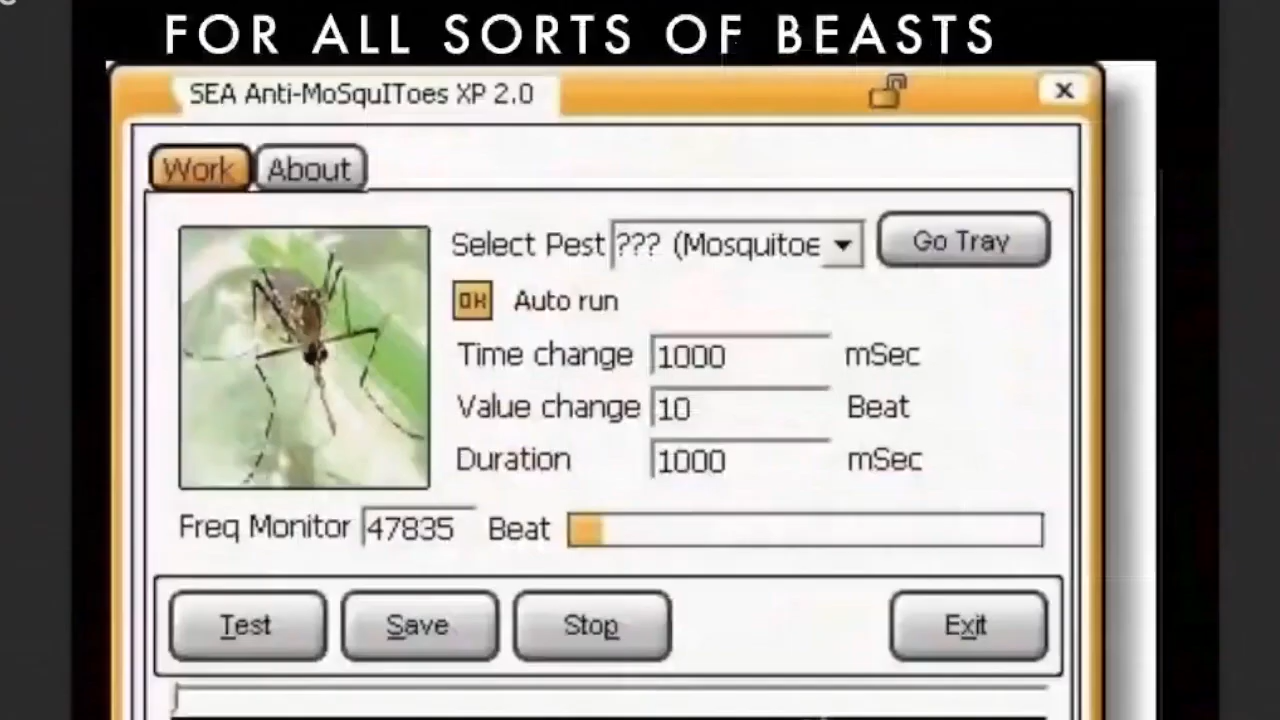 FOR ALL SORTS OF BEASTS
SEA Anti-MoSquIToes XP 2.0
x
Work About
Select Pest ??? (Mosquitoe Go Tray
OK Auto run
Time change 1000 mSec
Value change 10 Beat
Duration 1000 mSec
Freq Monitor 47835 Beat
Test Save Stop Exit